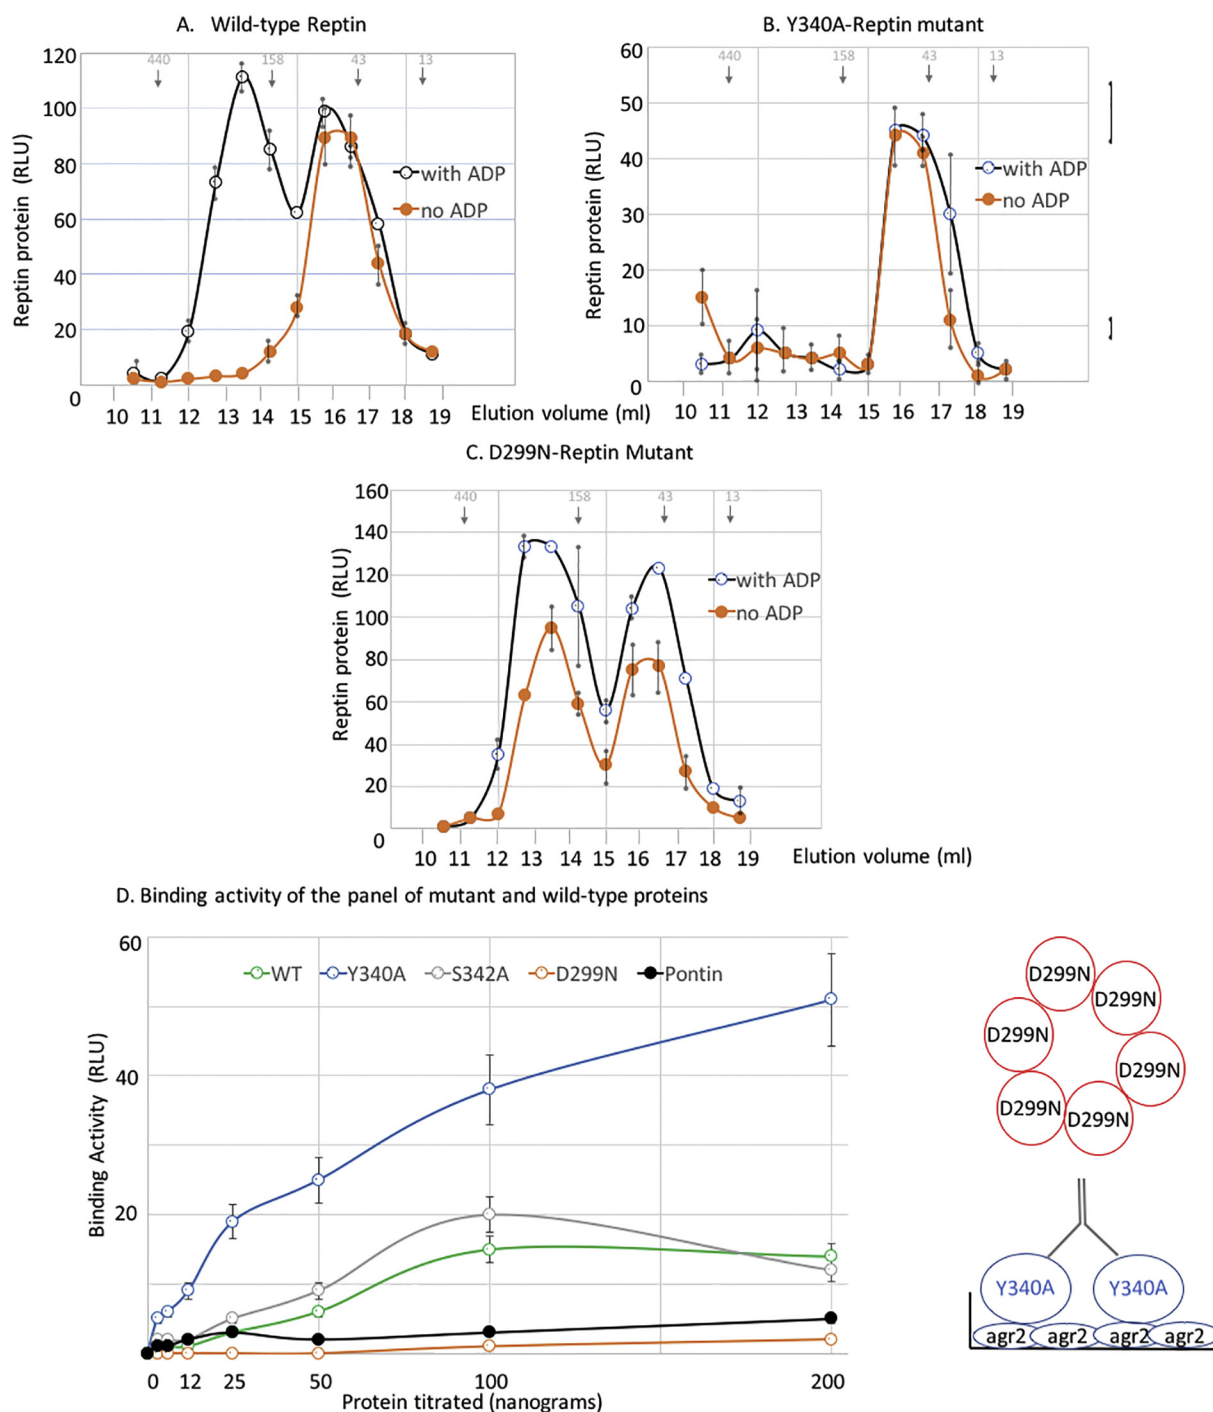 A. Wild-type Reptin
120
100
80
60
40
20
0
Reptin protein (RLU)
440
158
43
13
with ADP
no ADP
10 11 12 13 14 15 16 17 18 19
Elution volume (ml)
B. Y340A-Reptin mutant
60
50
40
30
20
10
0
Reptin protein (RLU)
440
158
43
13
with ADP
no ADP
10 11 12 13 14 15 16 17 18 19
C. D299N-Reptin Mutant
160
140
120
100
80
60
40
20
0
Reptin protein (RLU)
440
158
43
13
with ADP
no ADP
10 11 12 13 14 15 16 17 18 19
Elution volume (ml)
D. Binding activity of the panel of mutant and wild-type proteins
60
40
20
Binding Activity (RLU)
WT Y340A S342A D299N Pontin
0 12 25 50 100 200
Protein titrated (nanograms)
D299N
D299N
D299N
D299N
D299N
D299N
Y340A Y340A
agr2 agr2 agr2 agr2